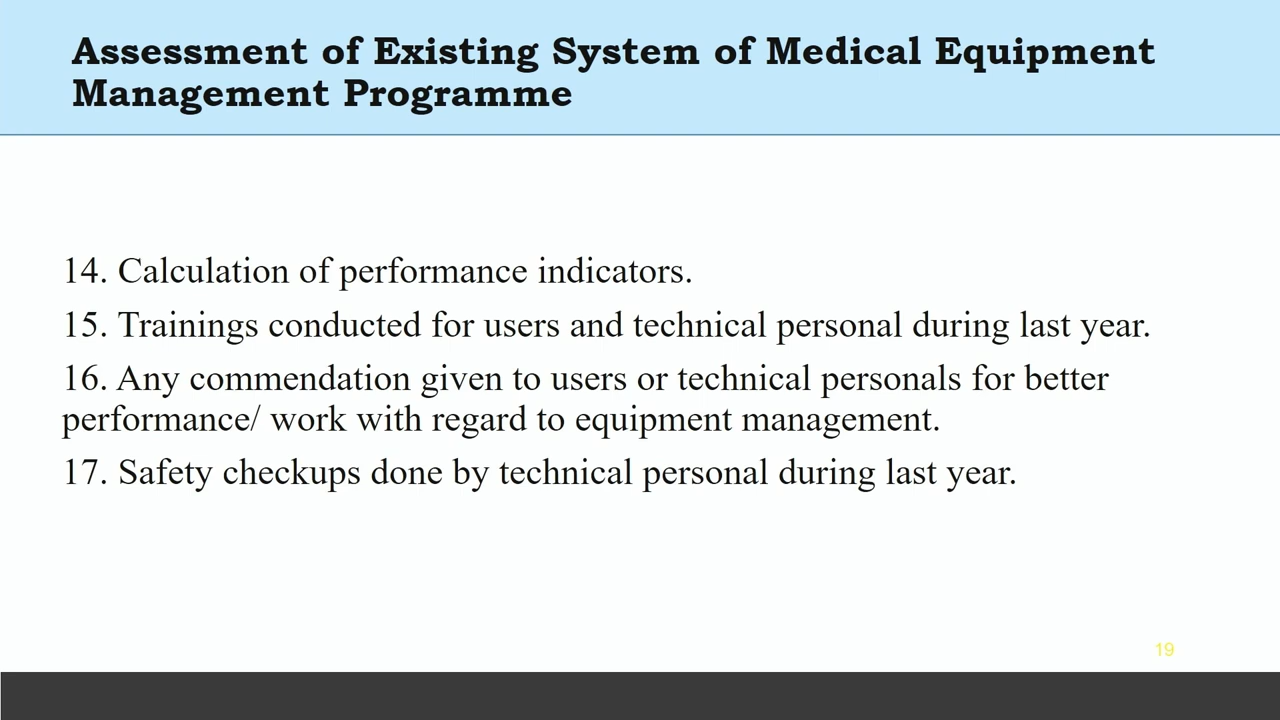 Assessment of Existing System of Medical Equipment
Management Programme
14. Calculation of performance indicators.
15. Trainings conducted for users and technical personal during last year.
16. Any commendation given to users or technical personals for better
performance/ work with regard to equipment management.
17. Safety checkups done by technical personal during last year.
19